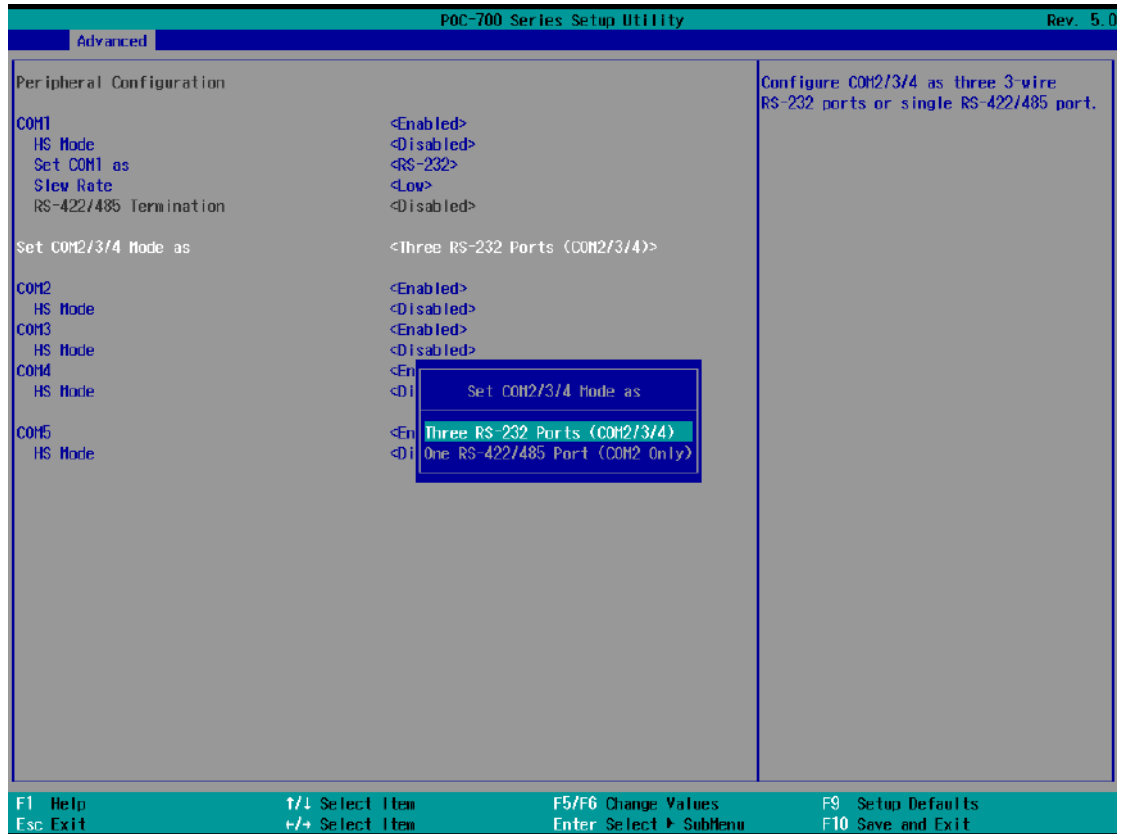 POC-700 Series Setup Utility Rev. 5.0
Advanced
Peripheral Configuration
Configure COM2/3/4 as three 3-wire
RS-232 ports or single RS-422/485 port.
COM1 <Enabled>
HS Mode <Disabled>
Set COM1 as <RS-232>
Slew Rate <Low>
RS-422/485 Termination <Disabled>
Set COM2/3/4 Mode as <Three RS-232 Ports (COM2/3/4)>
COM2 <Enabled>
HS Mode <Disabled>
COM3 <Enabled>
HS Mode <Disabled>
COM4 <En
HS Mode <Di
COM5 <En
HS Mode <Di
Set COM2/3/4 Mode as
Three RS-232 Ports (COM2/3/4)
One RS-422/485 Port (COM2 Only)
F1 Help ↑/↓ Select Item F5/F6 Change Values F9 Setup Defaults
Esc Exit ←/→ Select Item Enter Select ▶ SubMenu F10 Save and Exit